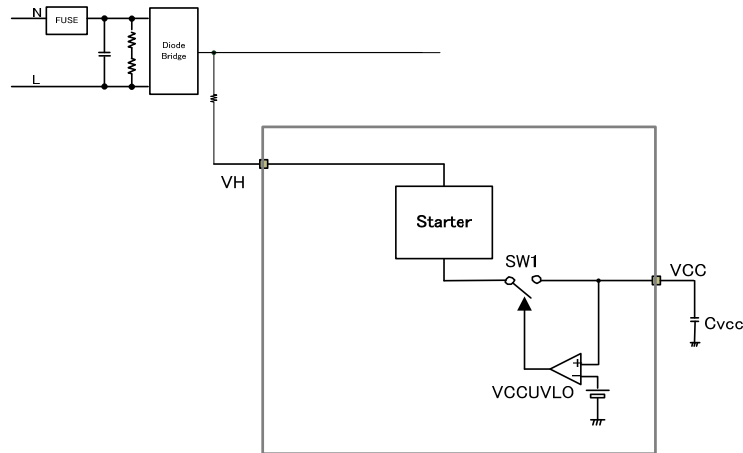 N
FUSE
Diode
Bridge
L
VH
Starter
SW1
VCC
Cvcc
+
−
VCCUVLO